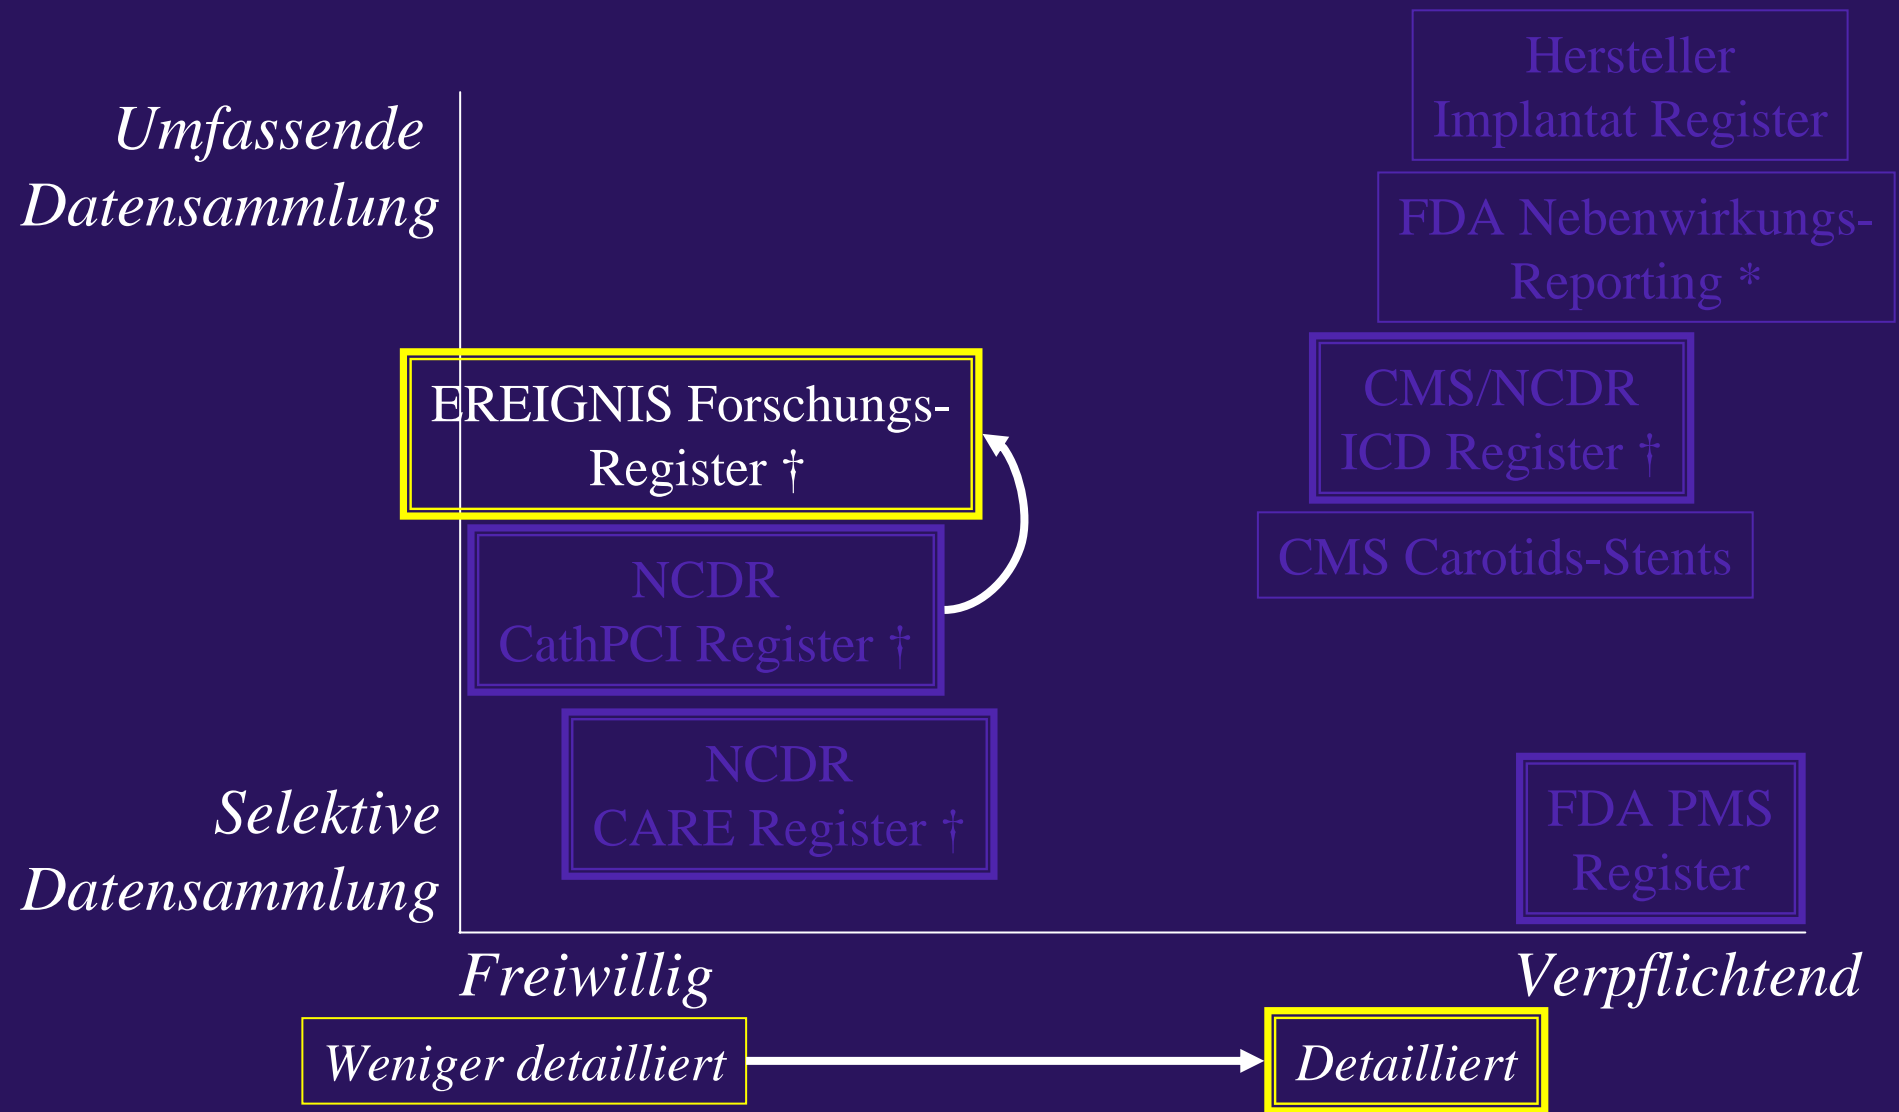 Hersteller
Implantat Register
Umfassende
Datensammlung
FDA Nebenwirkungs-
Reporting *
EREIGNIS Forschungs-
Register †
CMS/NCDR
ICD Register †
CMS Carotids-Stents
NCDR
CathPCI Register †
NCDR
CARE Register †
Selektive
Datensammlung
FDA PMS
Register
Freiwillig
Verpflichtend
Weniger detailliert
Detailliert